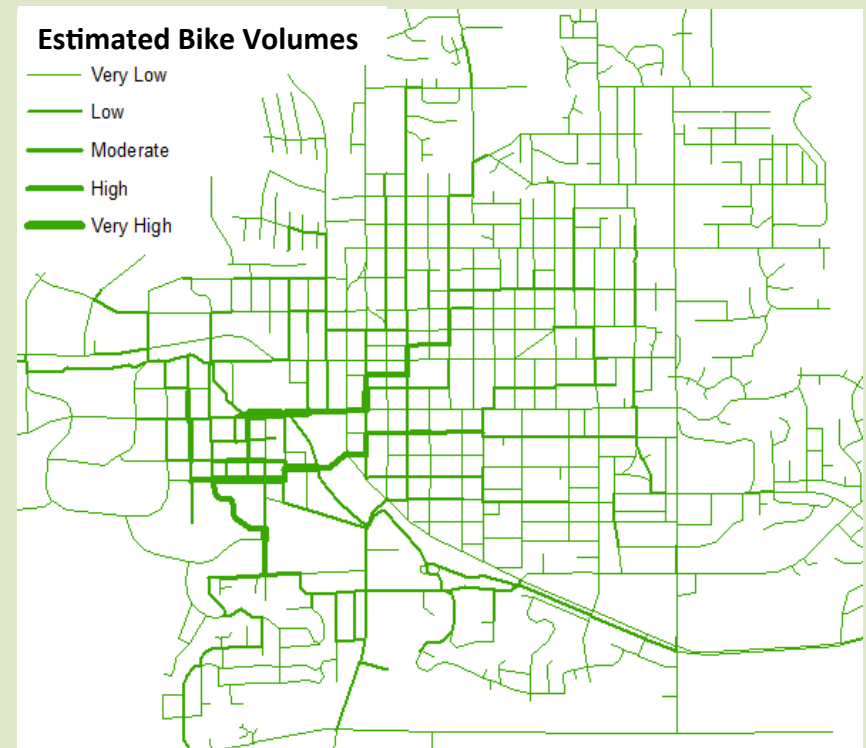 Estimated Bike Volumes
Very Low
Low
Moderate
High
Very High